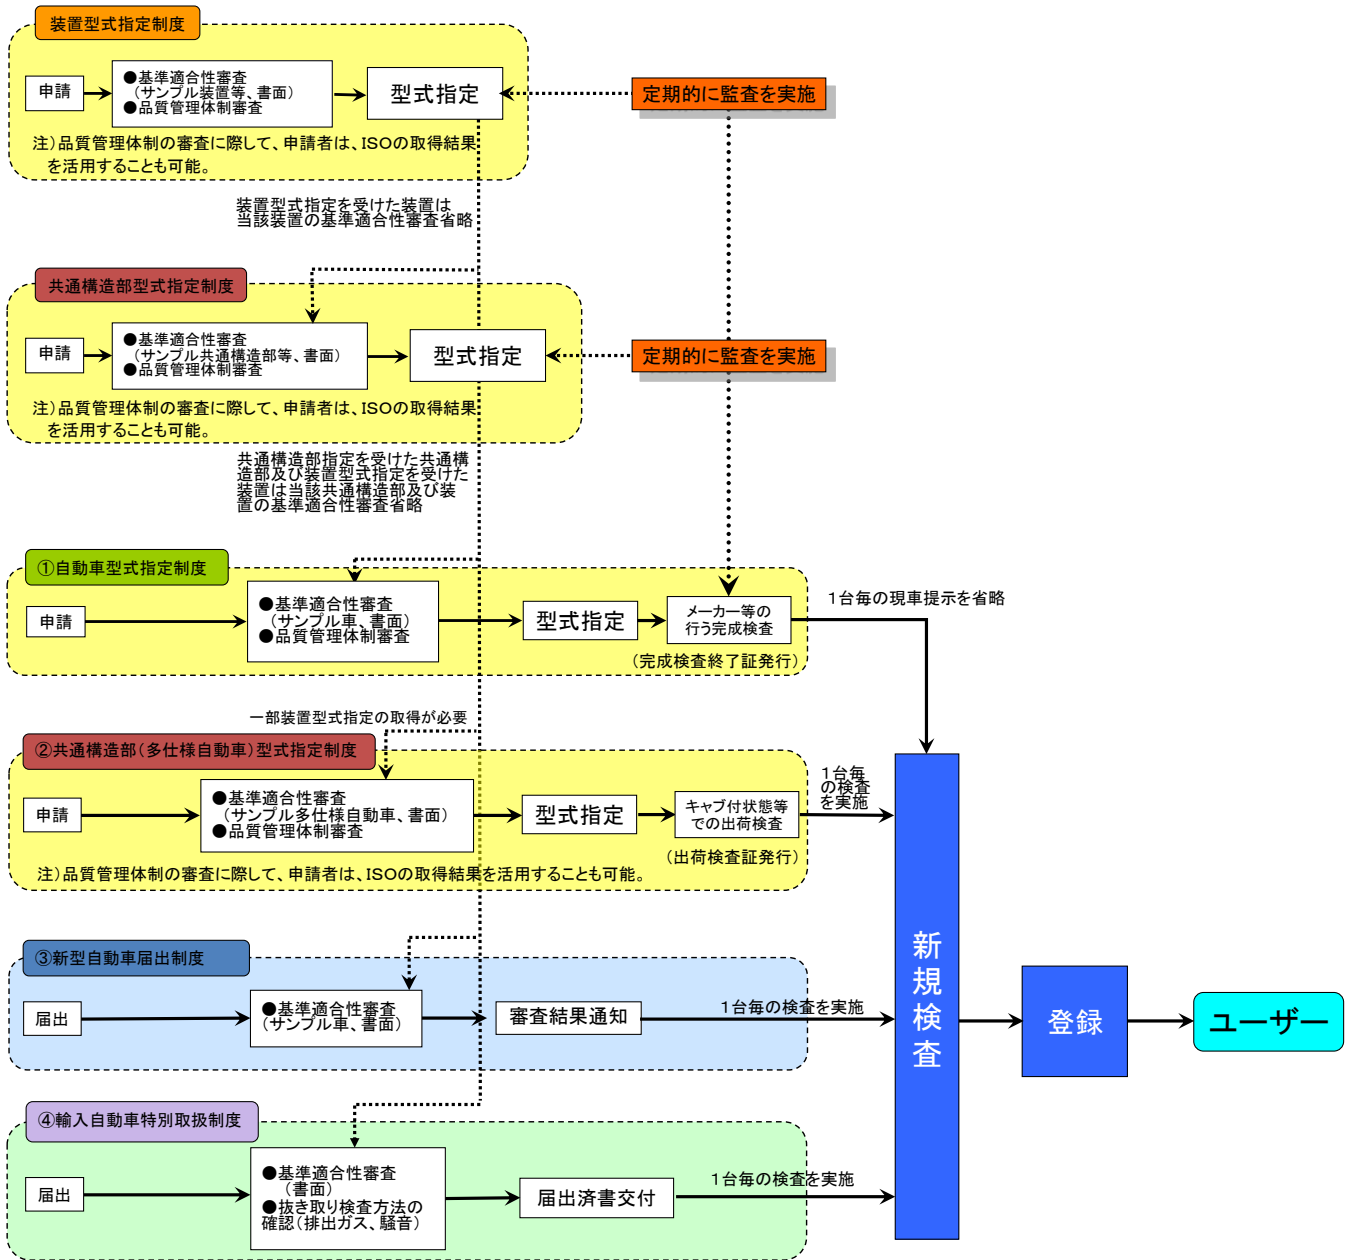 装置型式指定制度
申請
●基準適合性審査
（サンプル装置等、書面）
●品質管理体制審査
型式指定
定期的に監査を実施
注）品質管理体制の審査に際して、申請者は、ISOの取得結果
を活用することも可能。
装置型式指定を受けた装置は
当該装置の基準適合性審査省略
共通構造部型式指定制度
申請
●基準適合性審査
（サンプル共通構造部等、書面）
●品質管理体制審査
型式指定
定期的に監査を実施
注）品質管理体制の審査に際して、申請者は、ISOの取得結果
を活用することも可能。
共通構造部指定を受けた共通構
造部及び装置型式指定を受けた
装置は当該共通構造部及び装
置の基準適合性審査省略
①自動車型式指定制度
申請
●基準適合性審査
（サンプル車、書面）
●品質管理体制審査
型式指定
メーカー等の
行う完成検査
（完成検査終了証発行）
1台毎の現車提示を省略
一部装置型式指定の取得が必要
②共通構造部（多仕様自動車）型式指定制度
申請
●基準適合性審査
（サンプル多仕様自動車、書面）
●品質管理体制審査
型式指定
キャブ付状態等
での出荷検査
（出荷検査証発行）
1台毎
の検査
を実施
注）品質管理体制の審査に際して、申請者は、ISOの取得結果を活用することも可能。
③新型自動車届出制度
届出
●基準適合性審査
（サンプル車、書面）
審査結果通知
1台毎の検査を実施
新規検査
登録
ユーザー
④輸入自動車特別取扱制度
届出
●基準適合性審査
（書面）
●抜き取り検査方法の
確認（排出ガス、騒音）
届出済書交付
1台毎の検査を実施